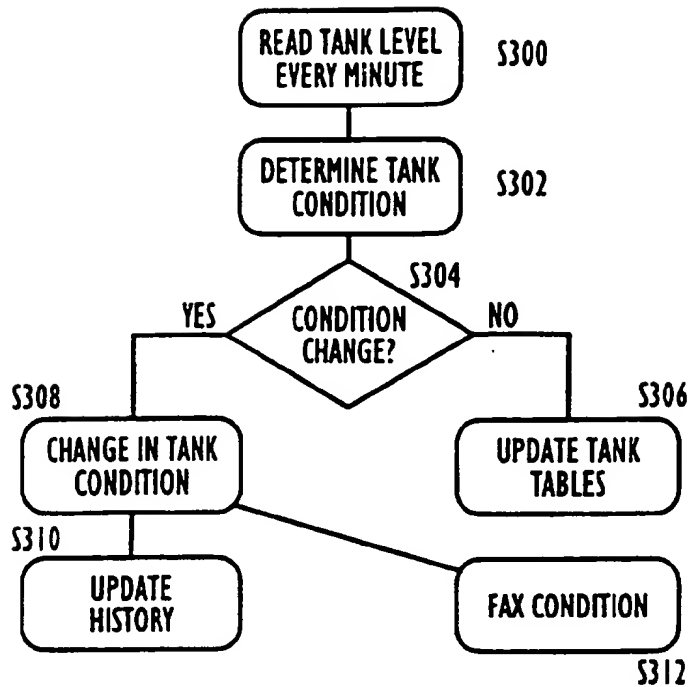 READ TANK LEVEL
EVERY MINUTE
S300
DETERMINE TANK
CONDITION
S302
S304
YES
CONDITION
CHANGE?
NO
S308
CHANGE IN TANK
CONDITION
S306
UPDATE TANK
TABLES
S310
UPDATE
HISTORY
FAX CONDITION
S312